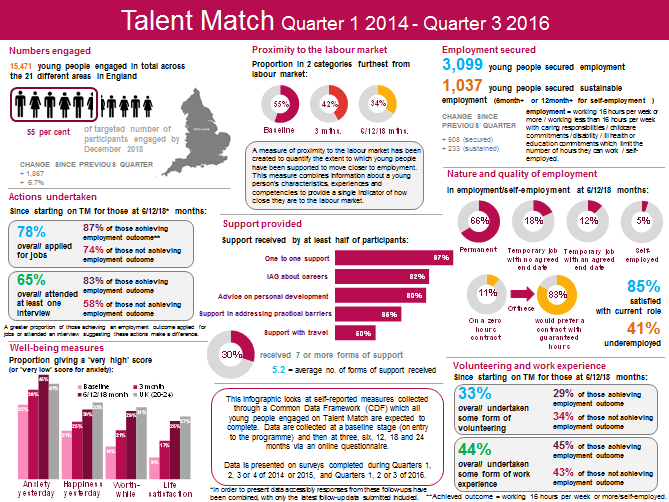 Talent Match Quarter 1 2014 - Quarter 3 2016
Numbers engaged
15,471 young people engaged in total across
the 21 different areas in England
ENGLAND
55 per cent
of targeted number of
participants engaged by
December 2018
CHANGE SINCE PREVIOUS QUARTER
+ 1,867
+ 6.7%
Actions undertaken
Since starting on TM for those at 6/12/18* months:
78%
overall applied
for jobs
87% of those achieving
employment outcome**
74% of those not achieving
employment outcome
65%
overall attended
at least one
interview
83% of those achieving
employment outcome
58% of those not achieving
employment outcome
A greater proportion of those achieving an employment outcome applied for
jobs or attended an interview suggesting these actions make a difference.
Well-being measures
Proportion giving a 'very high' score
(or 'very low' score for anxiety):
Baseline
3 month
6/12/18 month
UK (20-24)
Anxiety
yesterday
Happiness
yesterday
Worth-
while
Life
satisfaction
Proximity to the labour market
Proportion in 2 categories furthest from
labour market:
55%
42%
34%
Baseline
3 mths.
6/12/18 mths.
A measure of proximity to the labour market has been
created to quantify the extent to which young people
have been supported to move closer to employment.
This measure combines information about a young
person's characteristics, experiences and
competencies to provide a single indicator of how
close they are to the labour market.
Support provided
Support received by at least half of participants:
One to one support
97%
IAG about careers
82%
Advice on personal development
80%
Support in addressing practical barriers
66%
Support with travel
30%
received 7 or more forms of support
5.2 = average no. of forms of support received
This infographic looks at self-reported measures collected
through a Common Data Framework (CDF) which all
young people engaged on Talent Match are expected to
complete. Data are collected at a baseline stage (on entry
to the programme) and then at three, six, 12, 18 and 24
months via an online questionnaire.
Data is presented on surveys completed during Quarters 1,
2, 3 or 4 of 2014 or 2015, and Quarters 1, 2 or 3 of 2016.
*In order to present data accessibly responses from these follow-ups have
been combined, with only the latest follow-up data submitted included.
Employment secured
3,099 young people secured employment
1,037 young people secured sustainable
employment (6month+ or 12month+ for self-employment )
CHANGE SINCE
PREVIOUS QUARTER
+ 508 (secured)
+ 233 (sustained)
employment = working 16 hours per week or
more / working less than 16 hours per week
with caring responsibilities / childcare
commitments / disability / ill health or
education commitments which limit the
number of hours they can work / self-
employed.
Nature and quality of employment
In employment/self-employment at 6/12/18 months:
66%
18%
12%
5%
Permanent
Temporary job
with no agreed
end date
Temporary job
with an agreed
end date
Self-
employed
11%
Of these
83%
On a zero
hours
contract
would prefer a
contract with
guaranteed
hours
85%
satisfied
with current role
41%
underemployed
Volunteering and work experience
Since starting on TM for those at 6/12/18 months:
33%
overall undertaken
some form of
volunteering
29% of those achieving
employment outcome
34% of those not achieving
employment outcome
44%
overall undertaken
some form of work
experience
45% of those achieving
employment outcome
43% of those not achieving
employment outcome
**Achieved outcome = working 16 hours per week or more/self-employed.